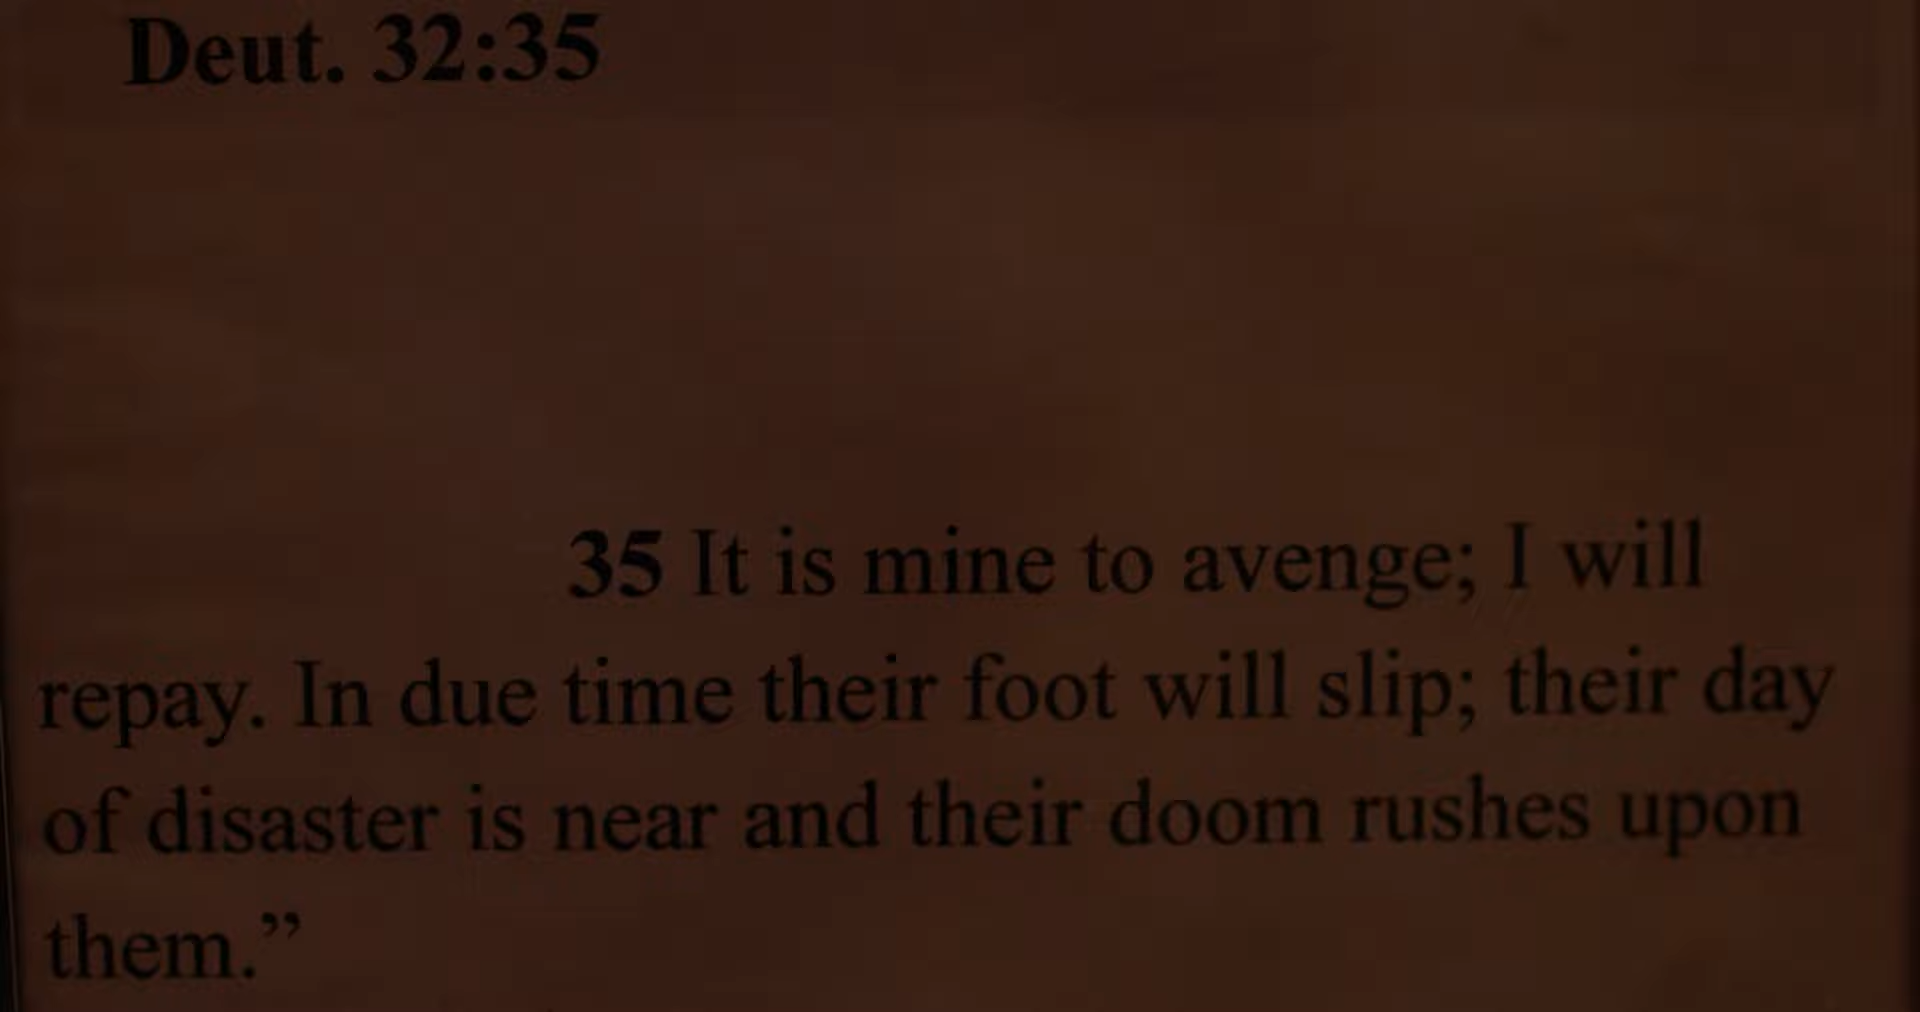 Deut. 32:35
35 It is mine to avenge; I will
repay. In due time their foot will slip; their day
of disaster is near and their doom rushes upon
them.”